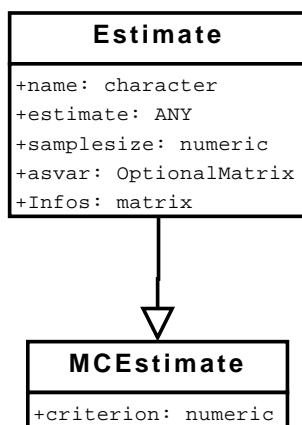 Estimate
+name: character
+estimate: ANY
+samplesize: numeric
+asvar: OptionalMatrix
+Infos: matrix
MCEstimate
+criterion: numeric